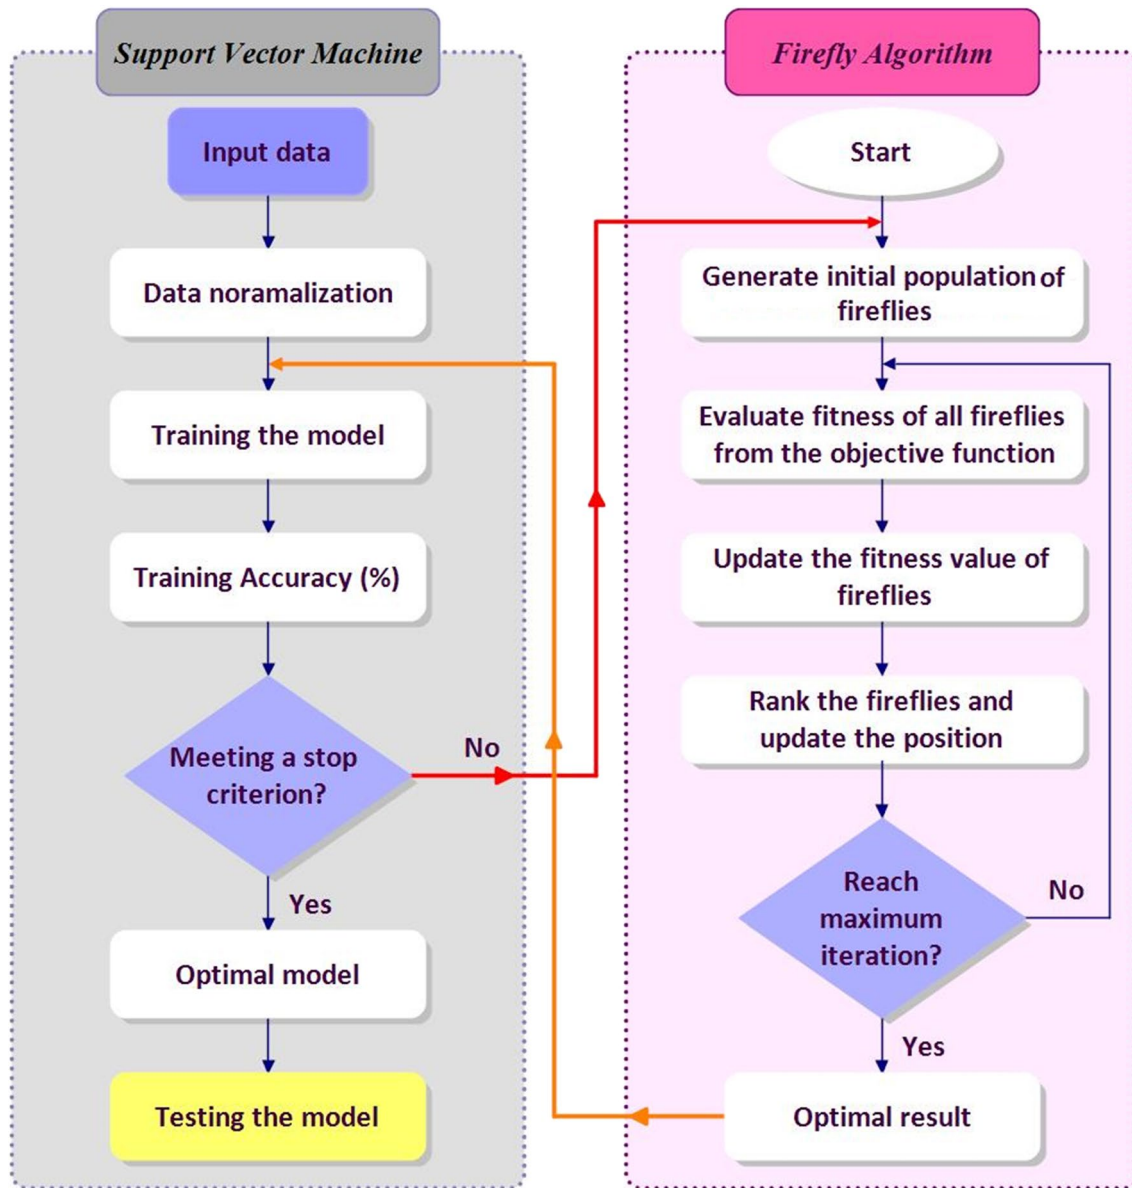 Support Vector Machine
Input data
Data noramalization
Training the model
Training Accuracy (%)
Meeting a stop
criterion?
No
Yes
Optimal model
Testing the model
Firefly Algorithm
Start
Generate initial population of
fireflies
Evaluate fitness of all fireflies
from the objective function
Update the fitness value of
fireflies
Rank the fireflies and
update the position
Reach
maximum
iteration?
No
Yes
Optimal result